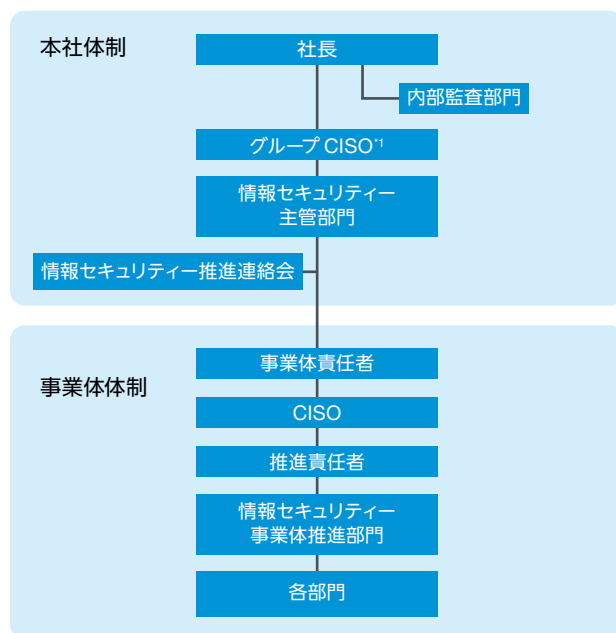 本社体制
社長
内部監査部門
グループ CISO*1
情報セキュリティー
主管部門
情報セキュリティー推進連絡会
事業体体制
事業体責任者
CISO
推進責任者
情報セキュリティー
事業体推進部門
各部門